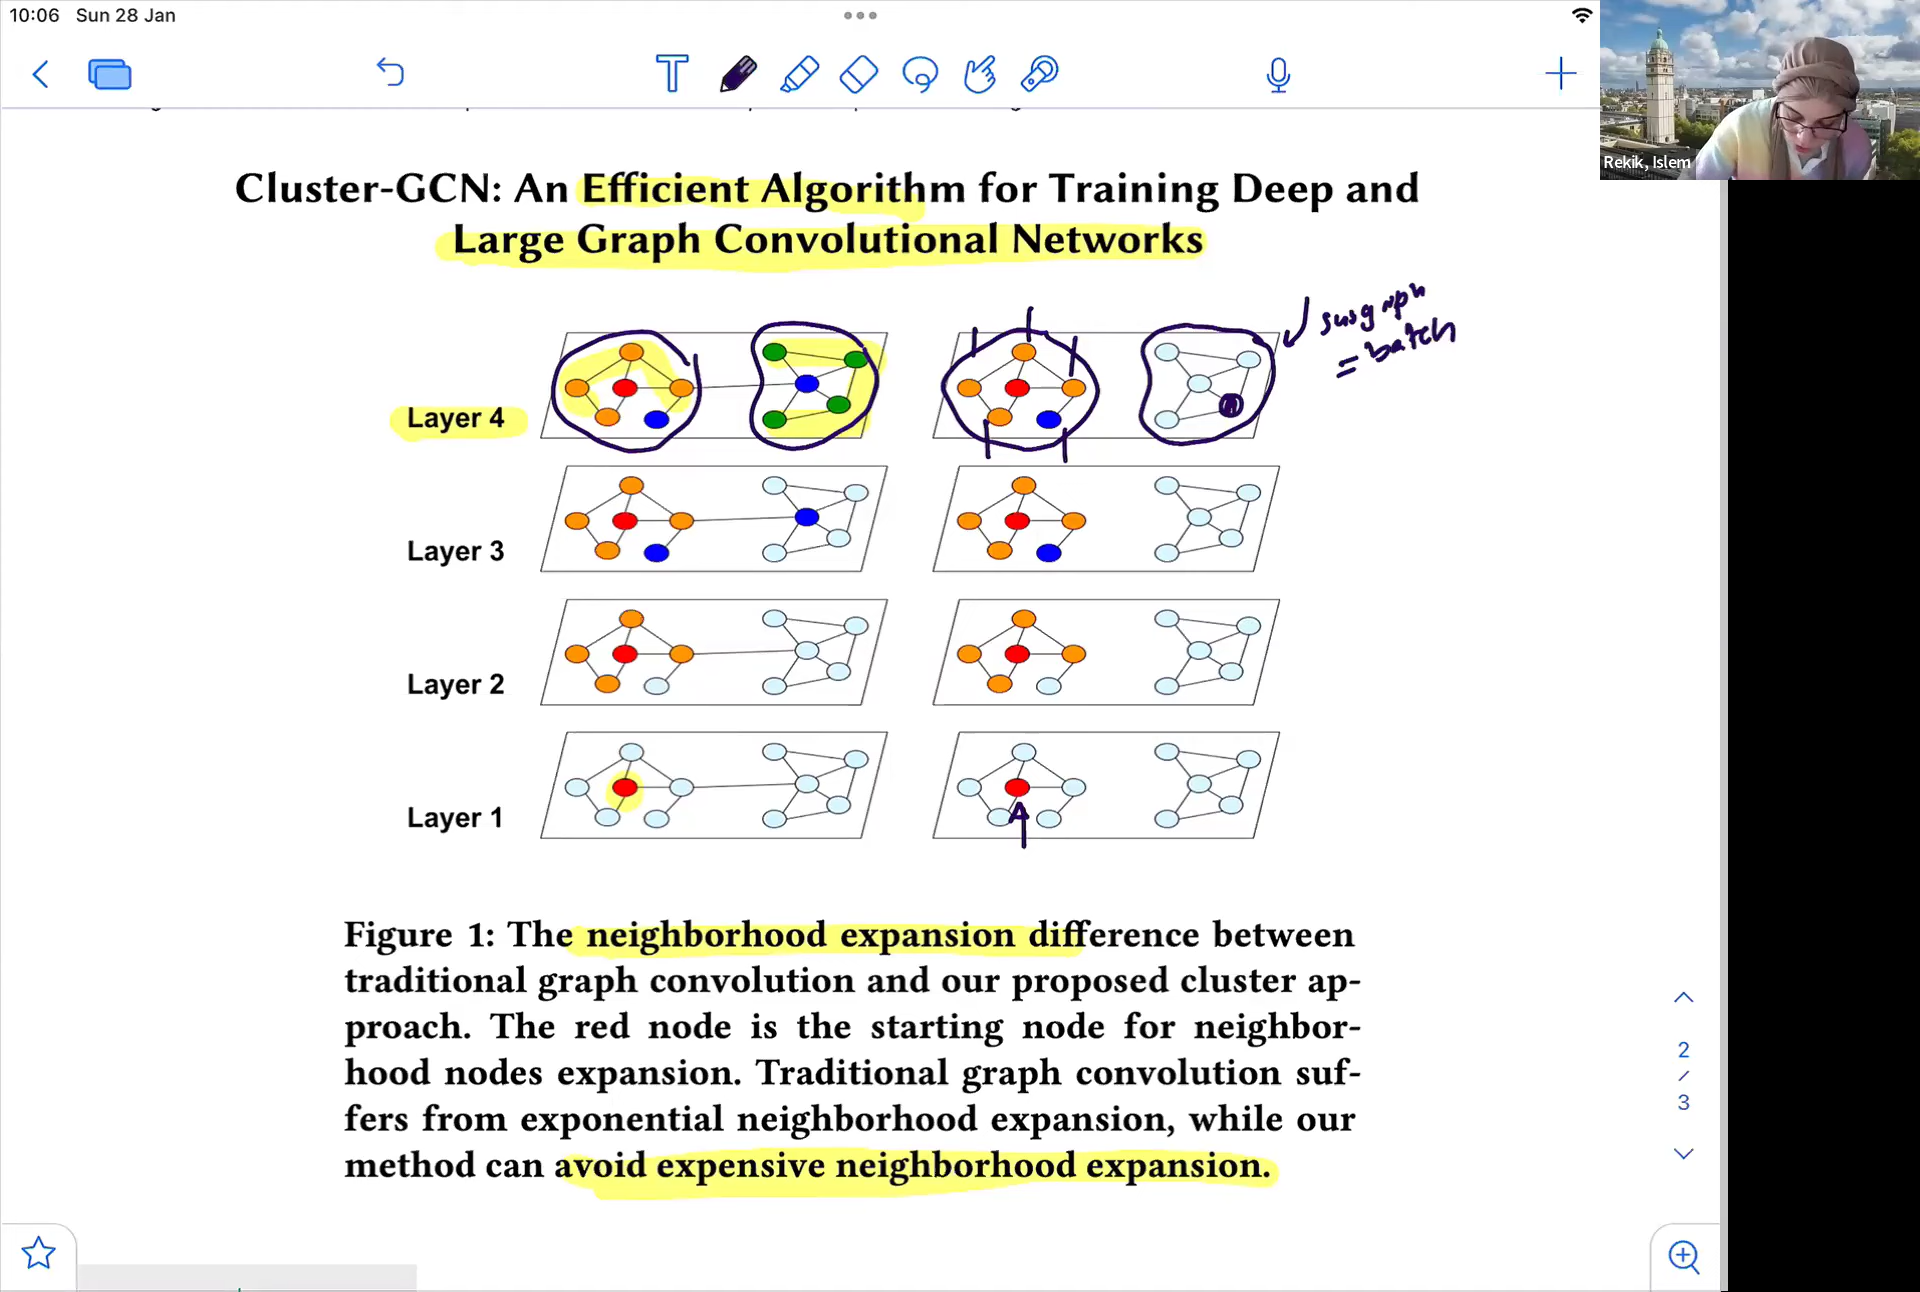 10:06 Sun 28 Jan
Rekik, Islem
Cluster-GCN: An Efficient Algorithm for Training Deep and
Large Graph Convolutional Networks
susgraph
= batch
Layer 4
Layer 3
Layer 2
Layer 1
Figure 1: The neighborhood expansion difference between
traditional graph convolution and our proposed cluster ap-
proach. The red node is the starting node for neighbor-
hood nodes expansion. Traditional graph convolution suf-
fers from exponential neighborhood expansion, while our
method can avoid expensive neighborhood expansion.
2
/
3